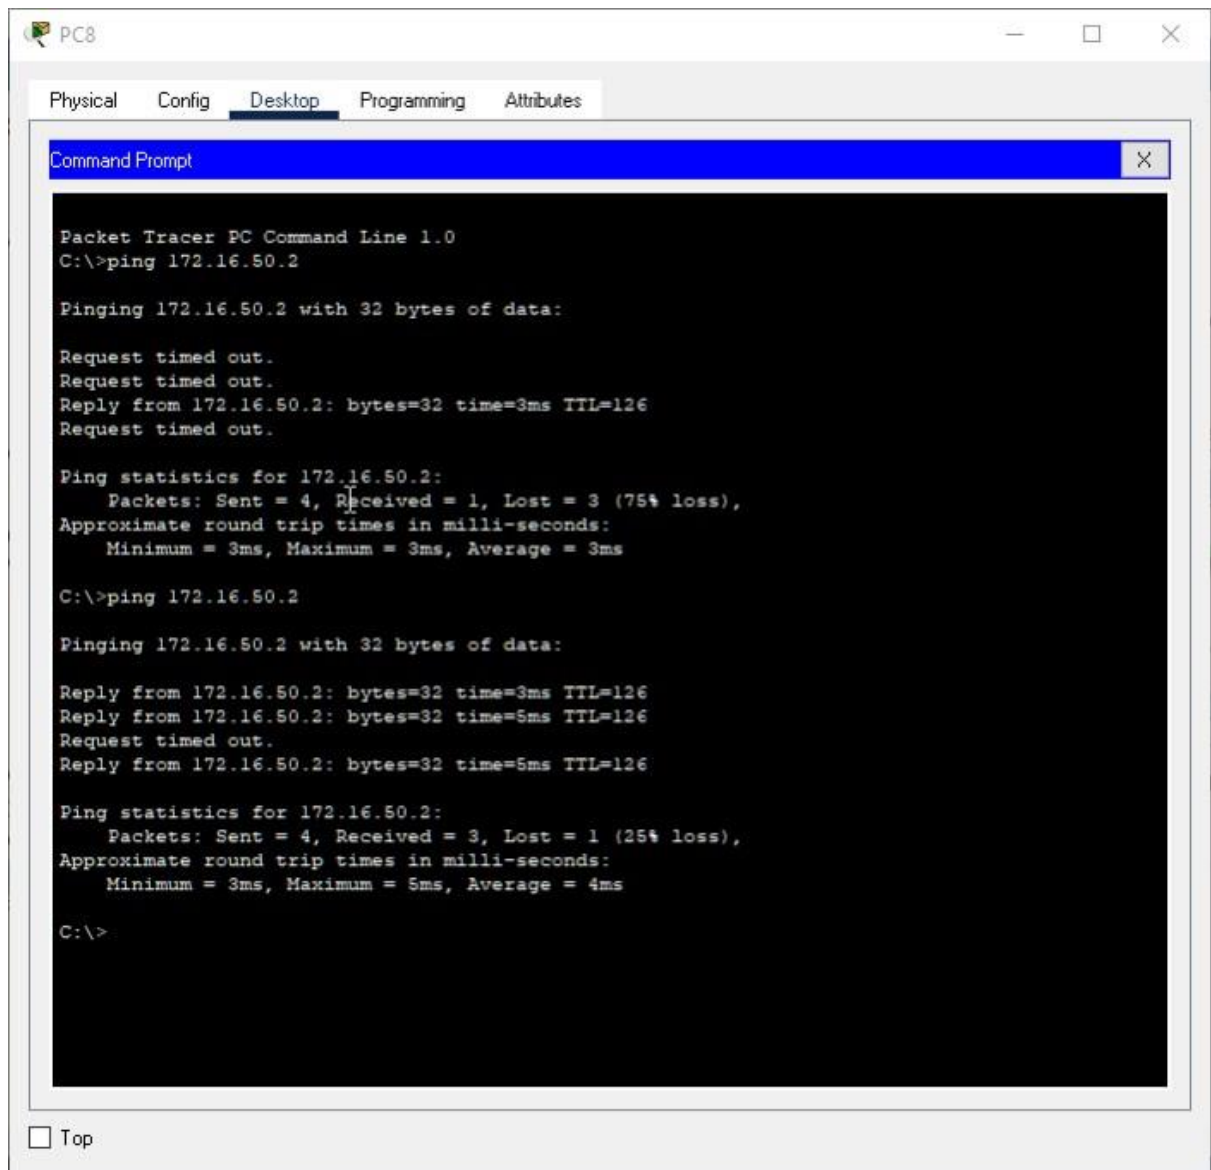 PC8
Physical Config Desktop Programming Attributes
Command Prompt
X
Packet Tracer PC Command Line 1.0
C:\>ping 172.16.50.2
Pinging 172.16.50.2 with 32 bytes of data:
Request timed out.
Request timed out.
Reply from 172.16.50.2: bytes=32 time=3ms TTL=126
Request timed out.
Ping statistics for 172.16.50.2:
Packets: Sent = 4, Received = 1, Lost = 3 (75% loss),
Approximate round trip times in milli-seconds:
Minimum = 3ms, Maximum = 3ms, Average = 3ms
C:\>ping 172.16.50.2
Pinging 172.16.50.2 with 32 bytes of data:
Reply from 172.16.50.2: bytes=32 time=3ms TTL=126
Reply from 172.16.50.2: bytes=32 time=5ms TTL=126
Request timed out.
Reply from 172.16.50.2: bytes=32 time=5ms TTL=126
Ping statistics for 172.16.50.2:
Packets: Sent = 4, Received = 3, Lost = 1 (25% loss),
Approximate round trip times in milli-seconds:
Minimum = 3ms, Maximum = 5ms, Average = 4ms
C:\>
Top